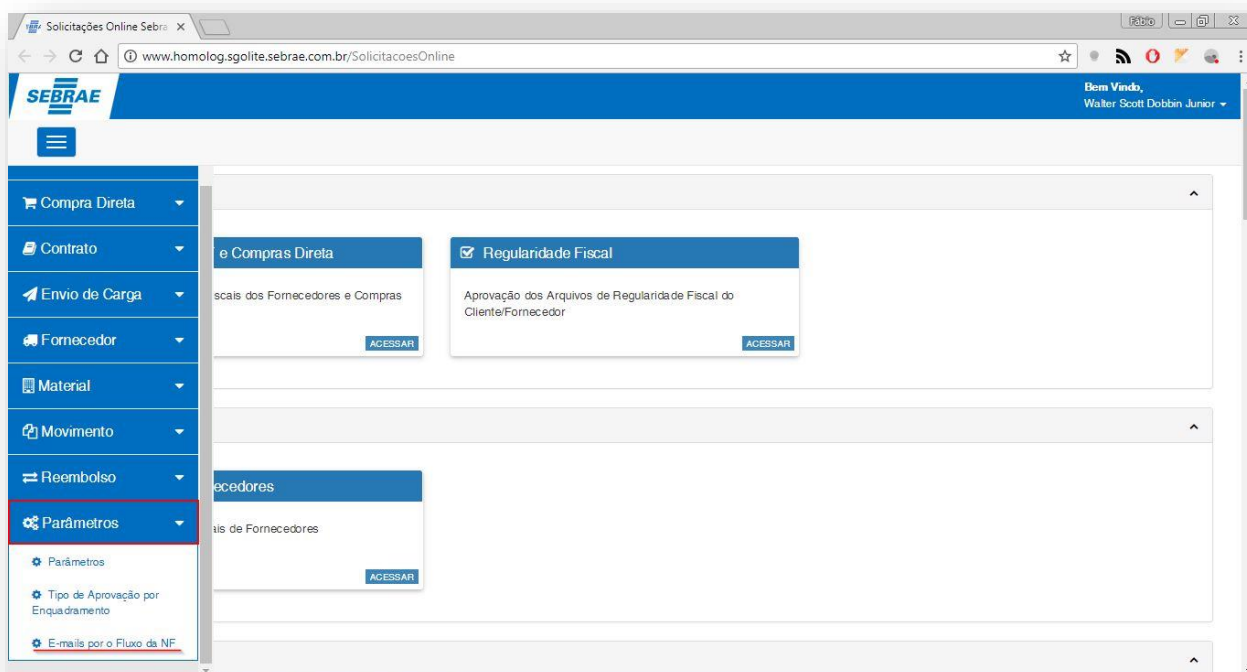 Solicitações Online Sebra
Fábio
www.homolog.sgolite.sebrae.com.br/SolicitacoesOnline
SEBRAE
Bem Vindo,
Walter Scott Dobbin Junior
Compra Direta
Contrato
Envio de Carga
Fornecedor
Material
Movimento
Reembolso
Parâmetros
Parâmetros
Tipo de Aprovação por
Enquadramento
E-mails por o Fluxo da NF
e Compras Direta
scais dos Fornecedores e Compras
ACESSAR
Regularidade Fiscal
Aprovação dos Arquivos de Regularidade Fiscal do
Cliente/Fornecedor
ACESSAR
ecedores
ais de Fornecedores
ACESSAR